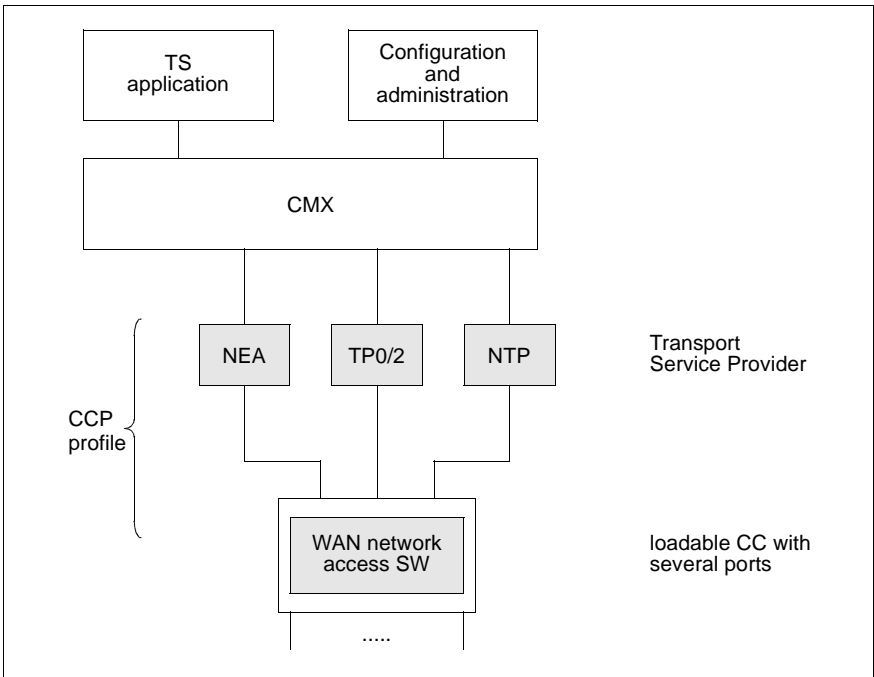 TS
application
Configuration
and
administration
CMX
NEA
TP0/2
NTP
Transport
Service Provider
CCP
profile
WAN network
access SW
loadable CC with
several ports
.....